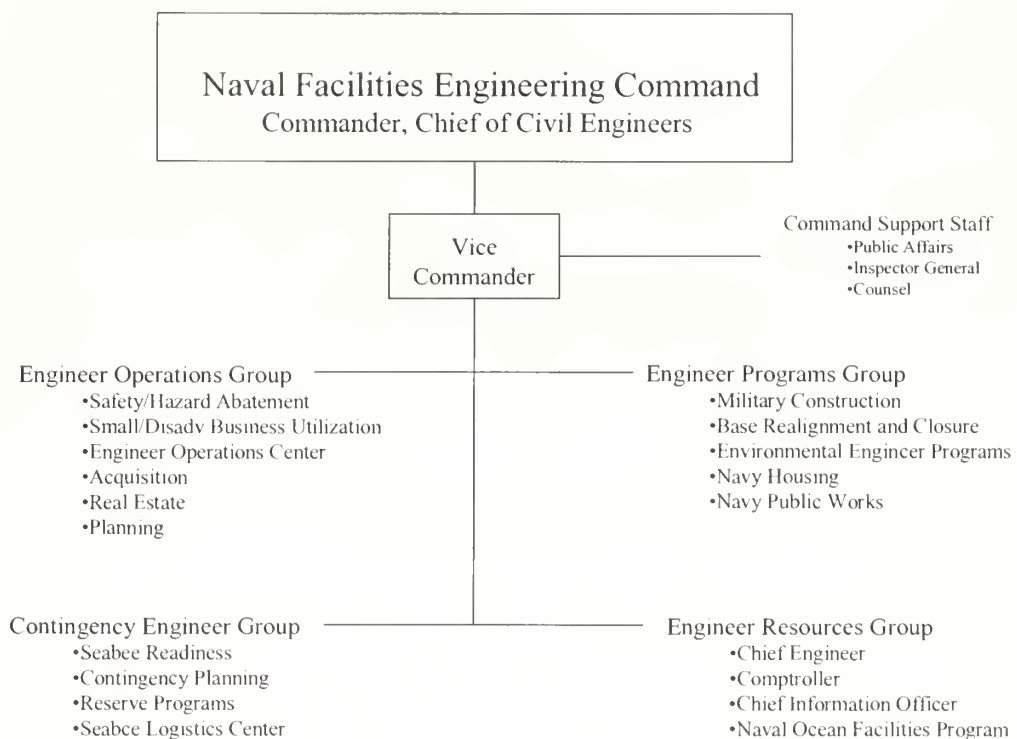 Naval Facilities Engineering Command
Commander, Chief of Civil Engineers
Vice
Commander
Command Support Staff
•Public Affairs
•Inspector General
•Counsel
Engineer Operations Group
•Safety/Hazard Abatement
•Small/Disadv Business Utilization
•Engineer Operations Center
•Acquisition
•Real Estate
•Planning
Engineer Programs Group
•Military Construction
•Base Realignment and Closure
•Environmental Engineer Programs
•Navy Housing
•Navy Public Works
Contingency Engineer Group
•Seabee Readiness
•Contingency Planning
•Reserve Programs
•Seabee Logistics Center
Engineer Resources Group
•Chief Engineer
•Comptroller
•Chief Information Officer
•Naval Ocean Facilities Program